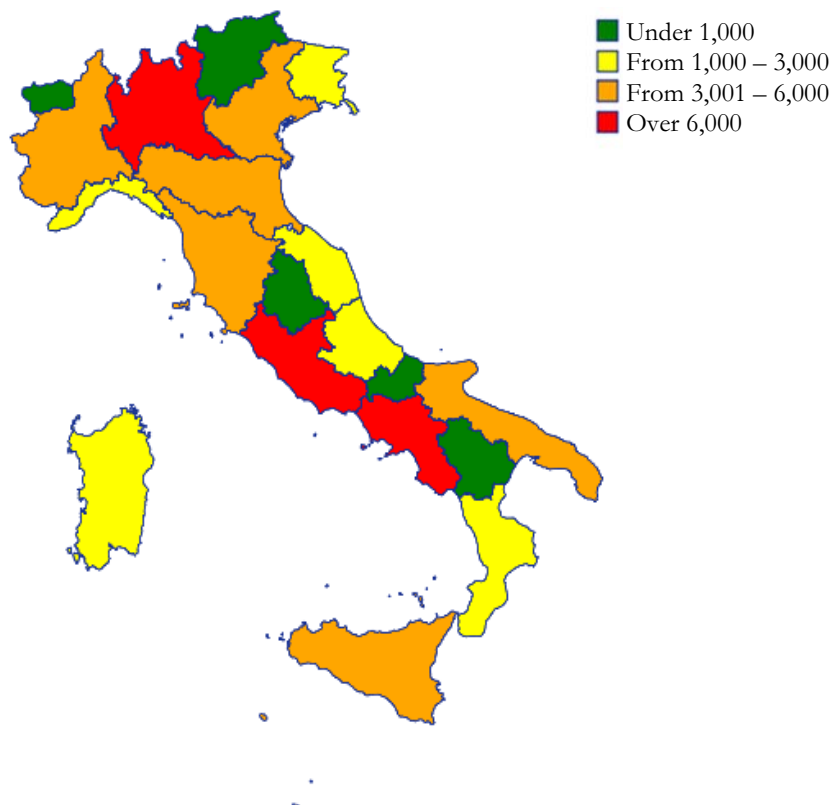 Under 1,000
From 1,000 – 3,000
From 3,001 – 6,000
Over 6,000